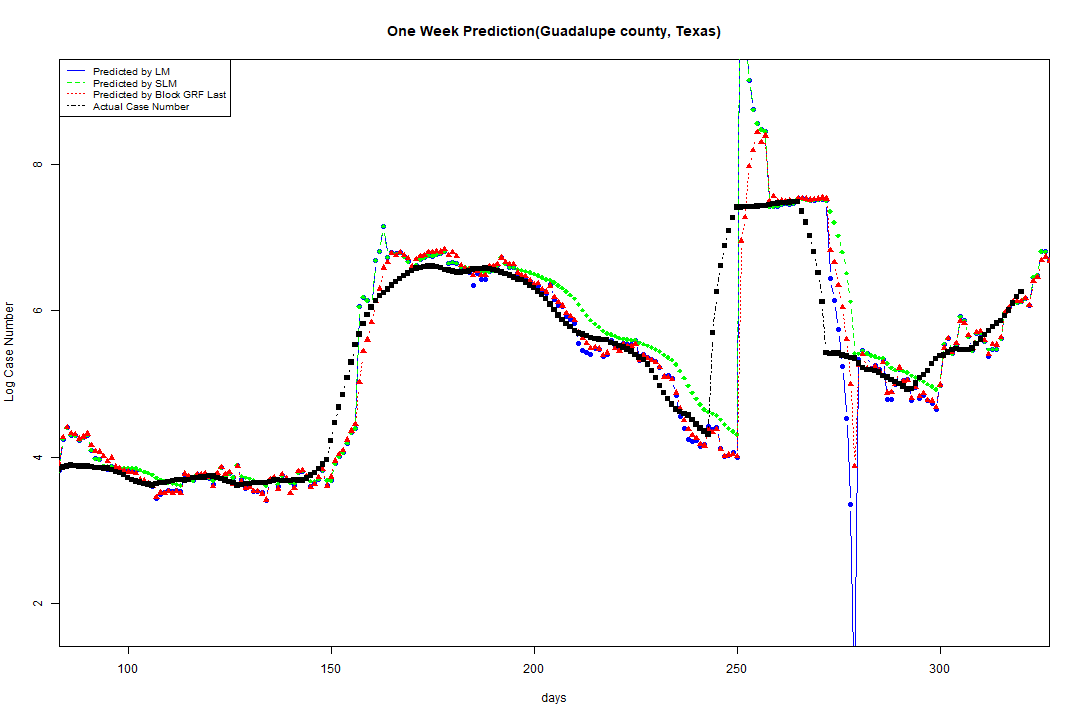 One Week Prediction(Guadalupe county, Texas)
Predicted by LM
Predicted by SLM
Predicted by Block GRF Last
Actual Case Number
Log Case Number
8
6
4
2
100 150 200 250 300
days